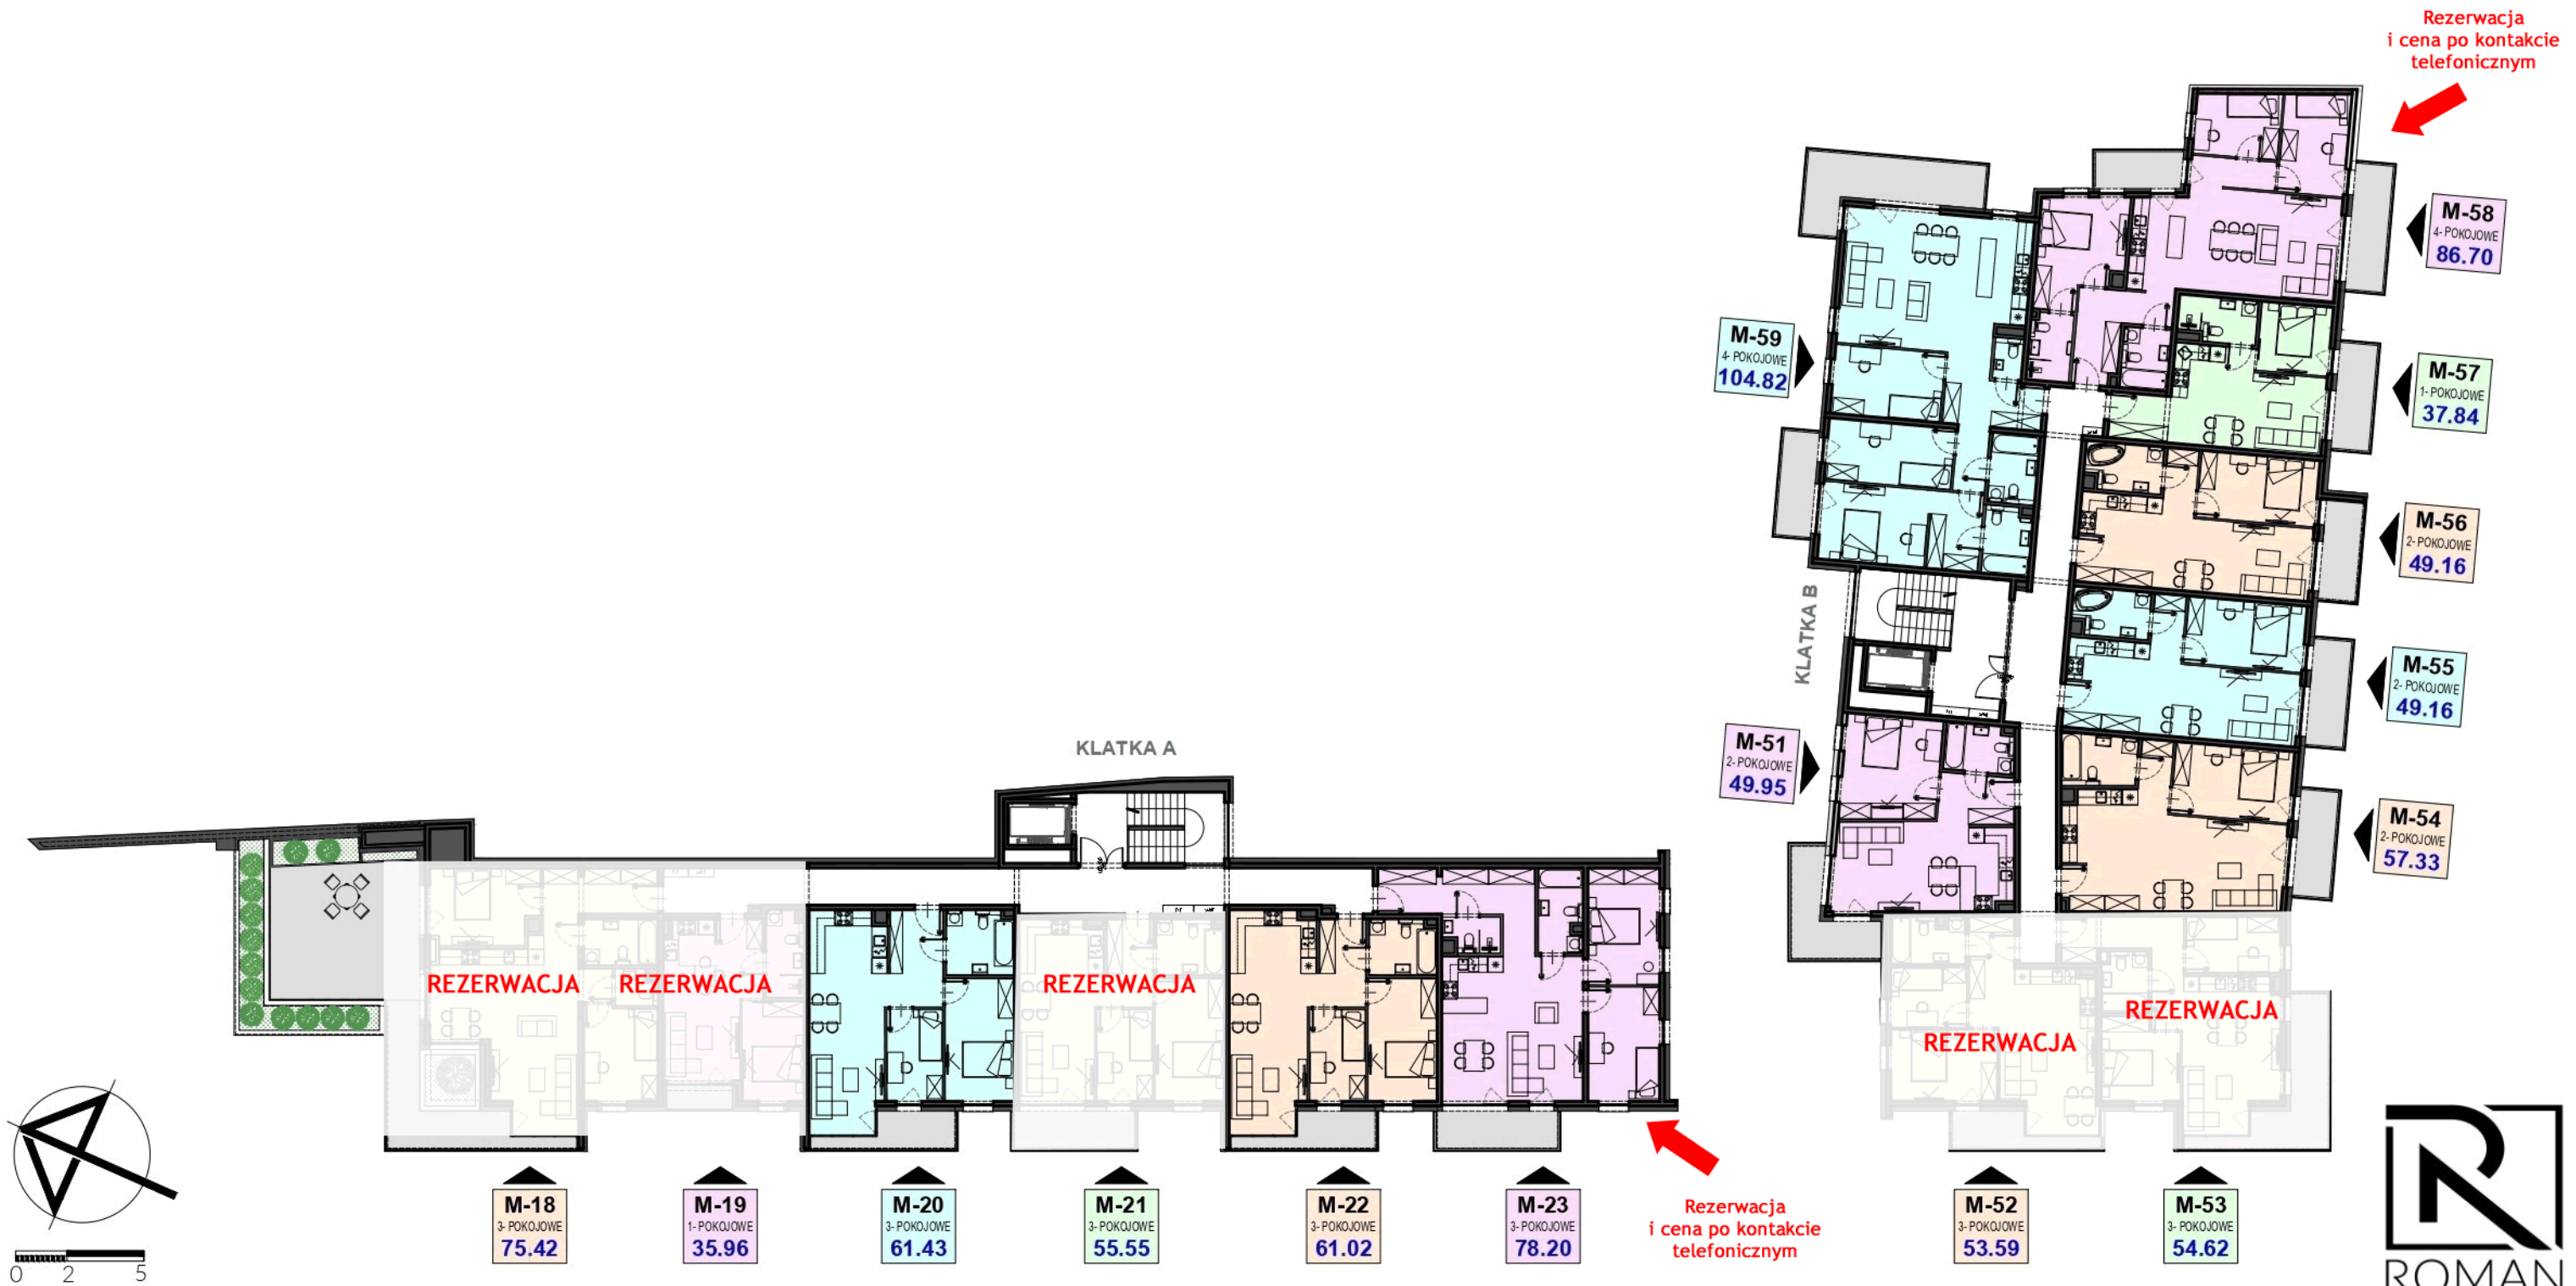 Rezerwacja
i cena po kontakcie
telefonicznym
M-58
4- POKOJOWE
86.70
M-59
4- POKOJOWE
104.82
M-57
1- POKOJOWE
37.84
M-56
2- POKOJOWE
49.16
KLATKA B
M-55
2- POKOJOWE
49.16
M-51
2- POKOJOWE
49.95
M-54
2- POKOJOWE
57.33
KLATKA A
REZERWACJA
REZERWACJA
REZERWACJA
REZERWACJA
REZERWACJA
M-18
3- POKOJOWE
75.42
M-19
1- POKOJOWE
35.96
M-20
3- POKOJOWE
61.43
M-21
3- POKOJOWE
55.55
M-22
3- POKOJOWE
61.02
M-23
3- POKOJOWE
78.20
Rezerwacja
i cena po kontakcie
telefonicznym
M-52
3- POKOJOWE
53.59
M-53
3- POKOJOWE
54.62
0 2 5
ROMAN